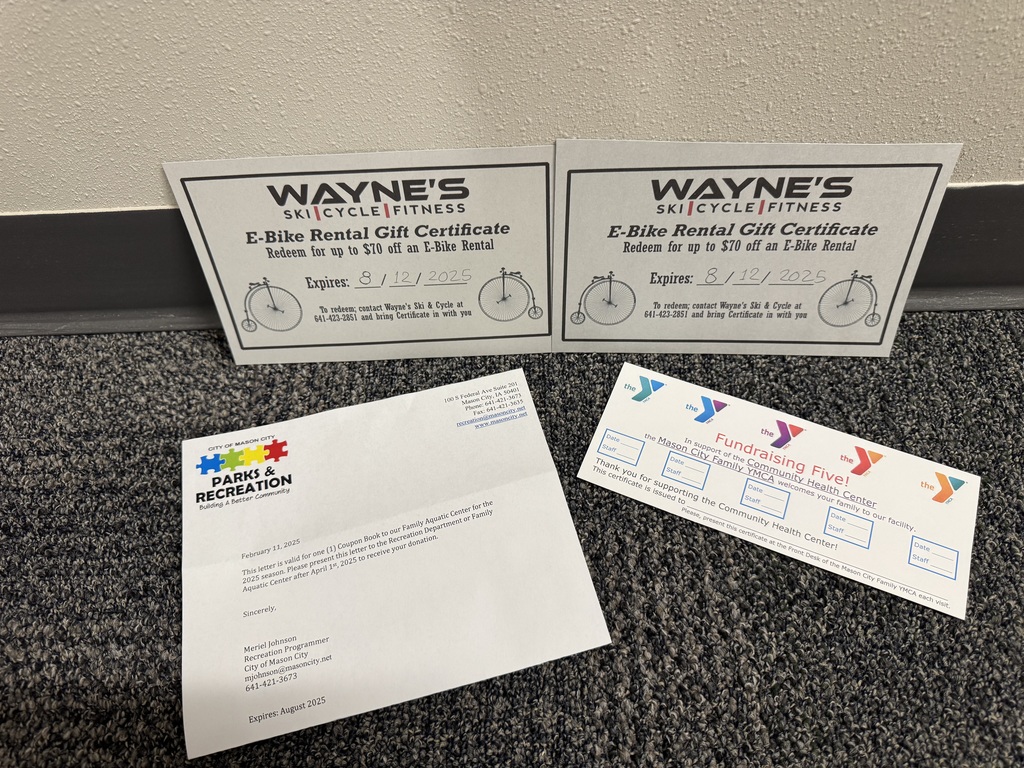 WAYNE'S
SKI|CYCLE|FITNESS
E-Bike Rental Gift Certificate
Redeem for up to $70 off an E-Bike Rental
Expires: 8 / 12 / 2025
To redeem; contact Wayne's Ski & Cycle at
641-423-2851 and bring Certificate in with you
WAYNE'S
SKI|CYCLE|FITNESS
E-Bike Rental Gift Certificate
Redeem for up to $70 off an E-Bike Rental
Expires: 8 / 12 / 2025
To redeem; contact Wayne's Ski & Cycle at
641-423-2851 and bring Certificate in with you
CITY OF MASON CITY
PARKS &
RECREATION
Building A Better Community
100 S Federal Ave Suite 201
Mason City, IA 50401
Phone: 641-421-3673
Fax: 641-421-3635
recreation@masoncity.net
www.masoncity.net
February 11, 2025
This letter is valid for one (1) Coupon Book to our Family Aquatic Center for the
2025 season. Please present this letter to the Recreation Department or Family
Aquatic Center after April 1st, 2025 to receive your donation.
Sincerely,
Meriel Johnson
Recreation Programmer
City of Mason City
mjohnson@masoncity.net
641-421-3673
Expires: August 2025
the Y
the Y
the Y
the Y
the Y
Fundraising Five!
In support of the Community Health Center
the Mason City Family YMCA welcomes your family to our facility.
Date
Staff
Date
Staff
Date
Staff
Date
Staff
Date
Staff
Thank you for supporting the Community Health Center!
This certificate is issued to
Please, present this certificate at the Front Desk of the Mason City Family YMCA each visit.